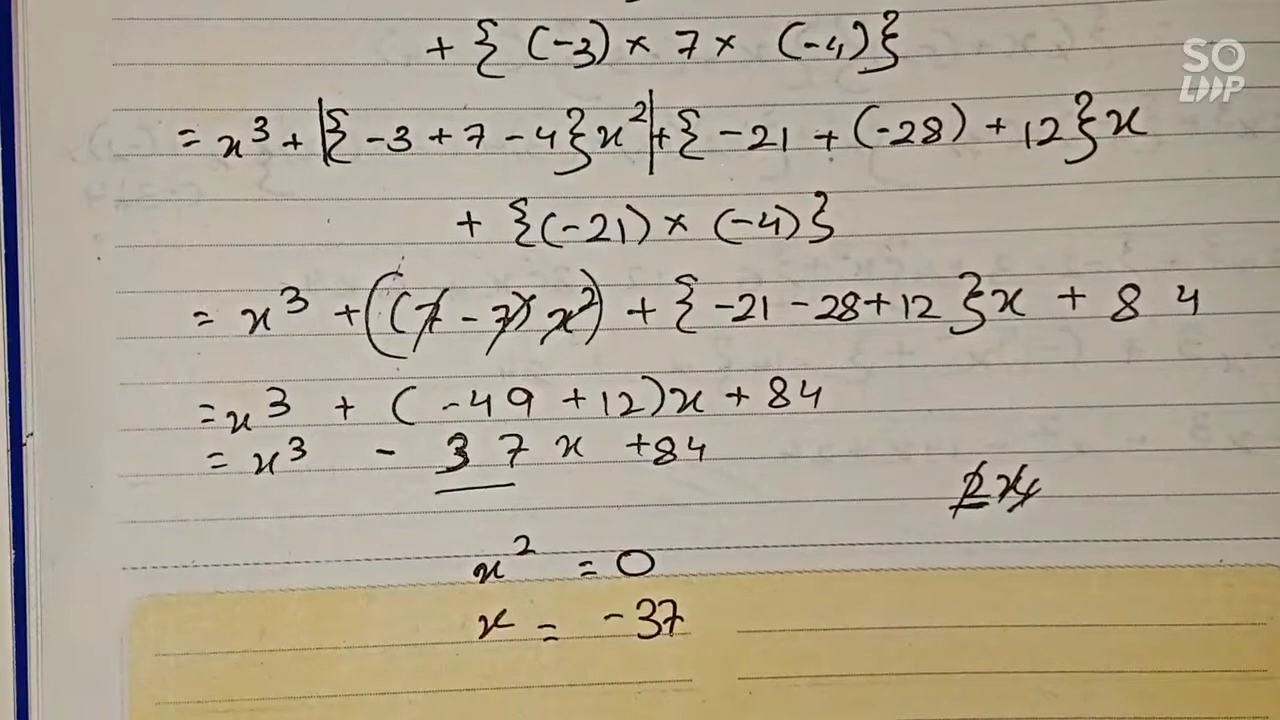 + { (-3) × 7 × (-4)}
SO
LOOP
= x³ + |{ -3 + 7 - 4}x²| + { -21 + (-28) + 12}x
+ {(-21) × (-4)}
= x³ + ((7 - 7) x²) + { -21 - 28 + 12 }x + 84
= x³ + ( -49 + 12)x + 84
= x³ - 37x + 84
x² = 0
x = -37